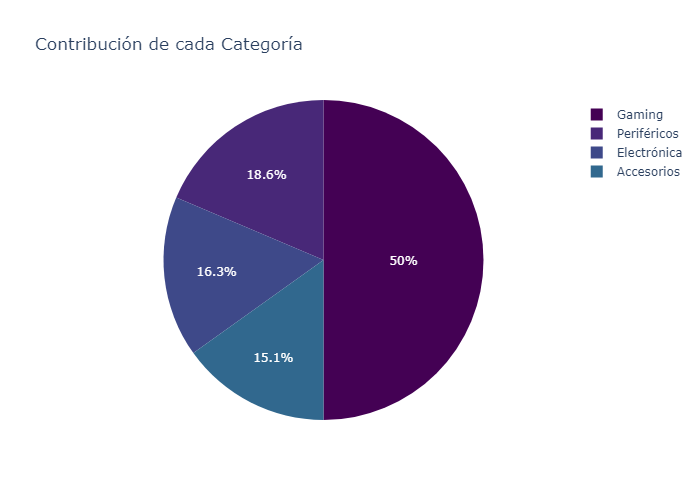 Contribución de cada Categoría
Gaming
Periféricos
Electrónica
Accesorios
18.6%
50%
16.3%
15.1%